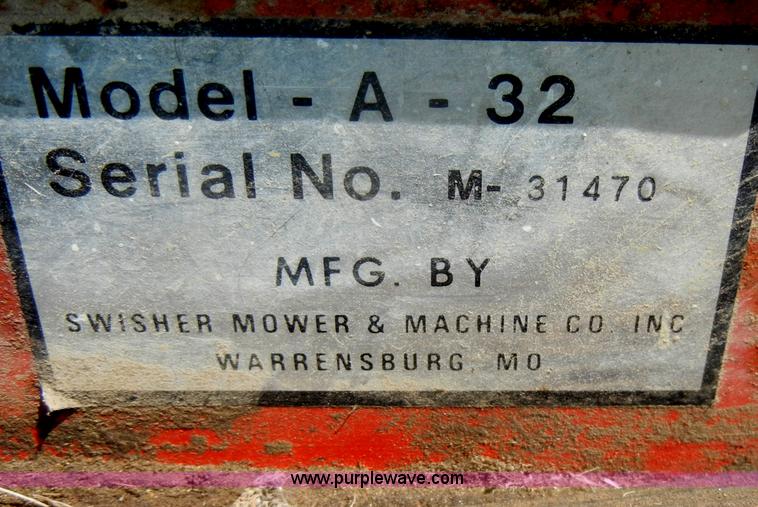 Model - A - 32
Serial No. M- 31470
MFG. BY
SWISHER MOWER & MACHINE CO. INC
WARRENSBURG, MO
www.purplewave.com